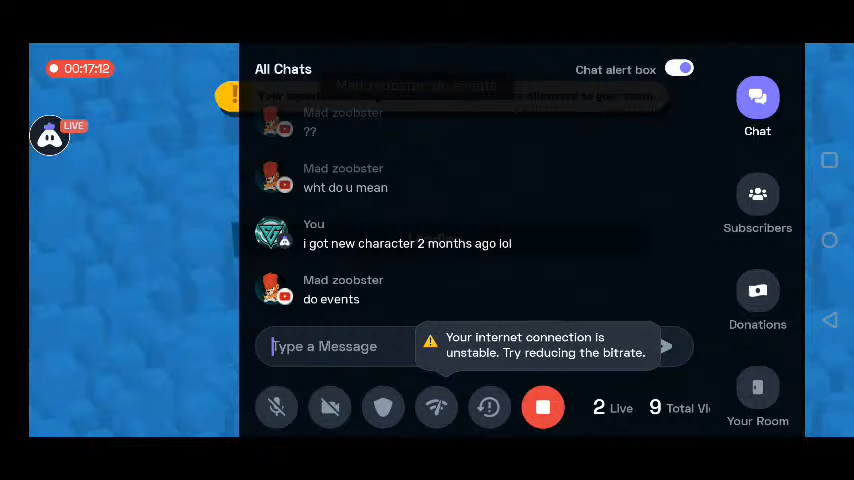 00:17:12
All Chats
Chat alert box
LIVE
Mad zoobster
??
Mad zoobster
wht do u mean
You
i got new character 2 months ago lol
Mad zoobster
do events
Type a Message
Your internet connection is
unstable. Try reducing the bitrate.
2 Live 9 Total Vi
Chat
Subscribers
Donations
Your Room